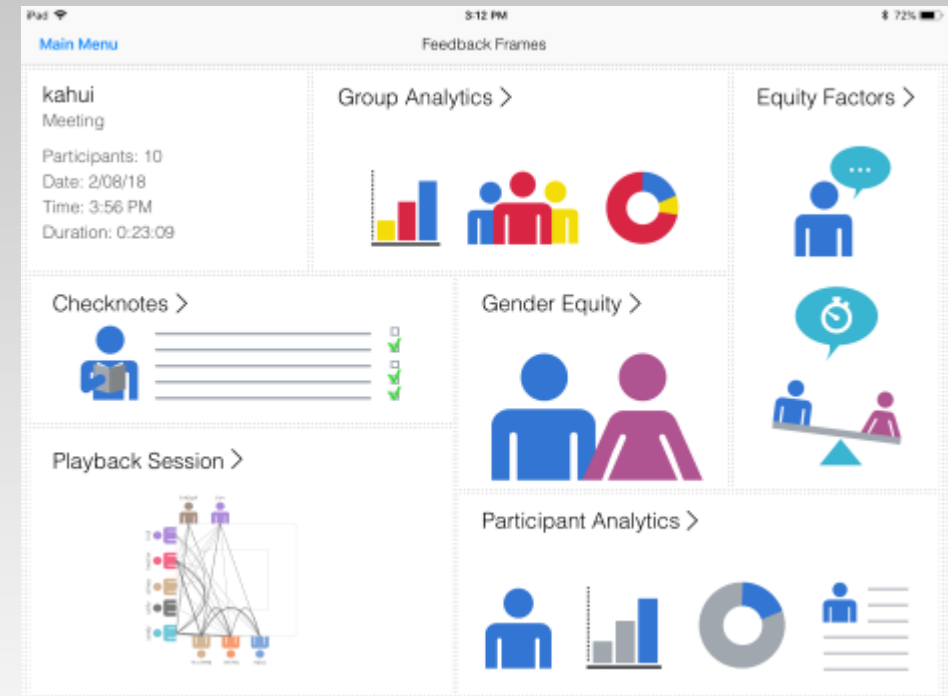 iPad
3:12 PM
72%
Main Menu
Feedback Frames
kahui
Meeting
Participants: 10
Date: 2/08/18
Time: 3:56 PM
Duration: 0:23:09
Group Analytics >
Equity Factors >
...
Checknotes >
Gender Equity >
Playback Session >
Participant Analytics >